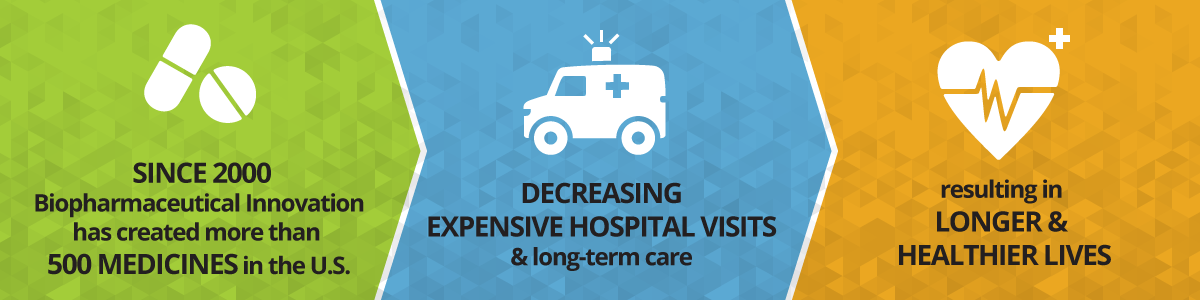 SINCE 2000
Biopharmaceutical Innovation
has created more than
500 MEDICINES in the U.S.
DECREASING
EXPENSIVE HOSPITAL VISITS
& long-term care
resulting in
LONGER &
HEALTHIER LIVES